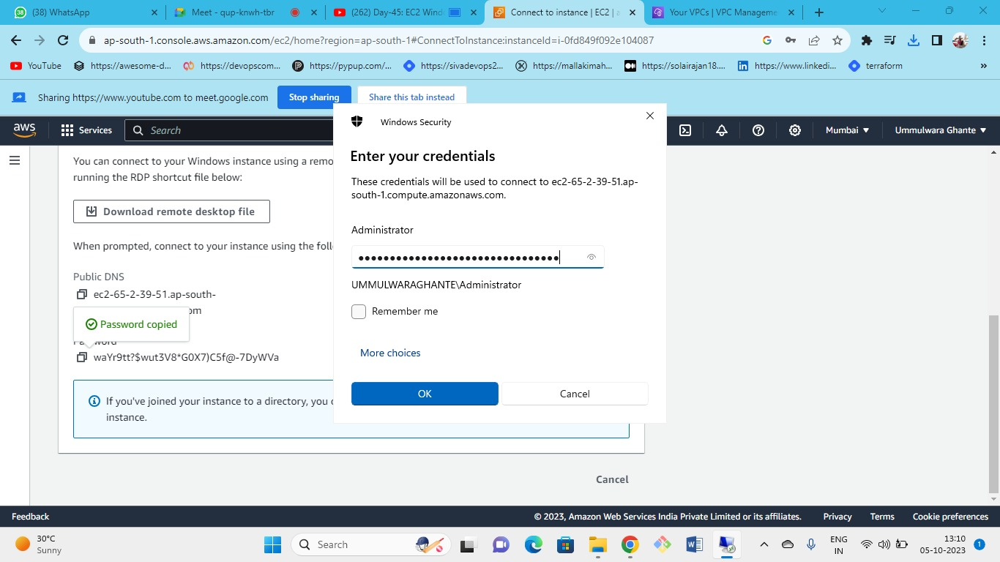 38
(38) WhatsApp
Meet - qup-knwh-tbr
(262) Day-45: EC2 Wind
Connect to instance | EC2 | a
Your VPCs | VPC Manageme
ap-south-1.console.aws.amazon.com/ec2/home?region=ap-south-1#ConnectToInstance:instanceId=i-0fd849f092e104087
YouTube
https://awesome-d...
https://devopscom...
https://pypup.com/...
https://sivadevops2...
https://mallakimah...
https://solairajan18....
https://www.linkedi...
terraform
»
Sharing https://www.youtube.com to meet.google.com
Stop sharing
Share this tab instead
aws
Services
Search
Mumbai
Ummulwara Ghante
You can connect to your Windows instance using a remo
running the RDP shortcut file below:
Download remote desktop file
When prompted, connect to your instance using the foll
Public DNS
ec2-65-2-39-51.ap-south-
om
Password copied
Password
waYr9tt?$wut3V8*G0X7)C5f@-7DyWVa
If you've joined your instance to a directory, you c
instance.
Cancel
Windows Security
Enter your credentials
These credentials will be used to connect to ec2-65-2-39-51.ap-
south-1.compute.amazonaws.com.
Administrator
••••••••••••••••••••••••••••••••
UMMULWARAGHANTE\Administrator
Remember me
More choices
OK
Cancel
Feedback
© 2023, Amazon Web Services India Private Limited or its affiliates.
Privacy
Terms
Cookie preferences
30°C
Sunny
Search
ENG
IN
13:10
05-10-2023
1